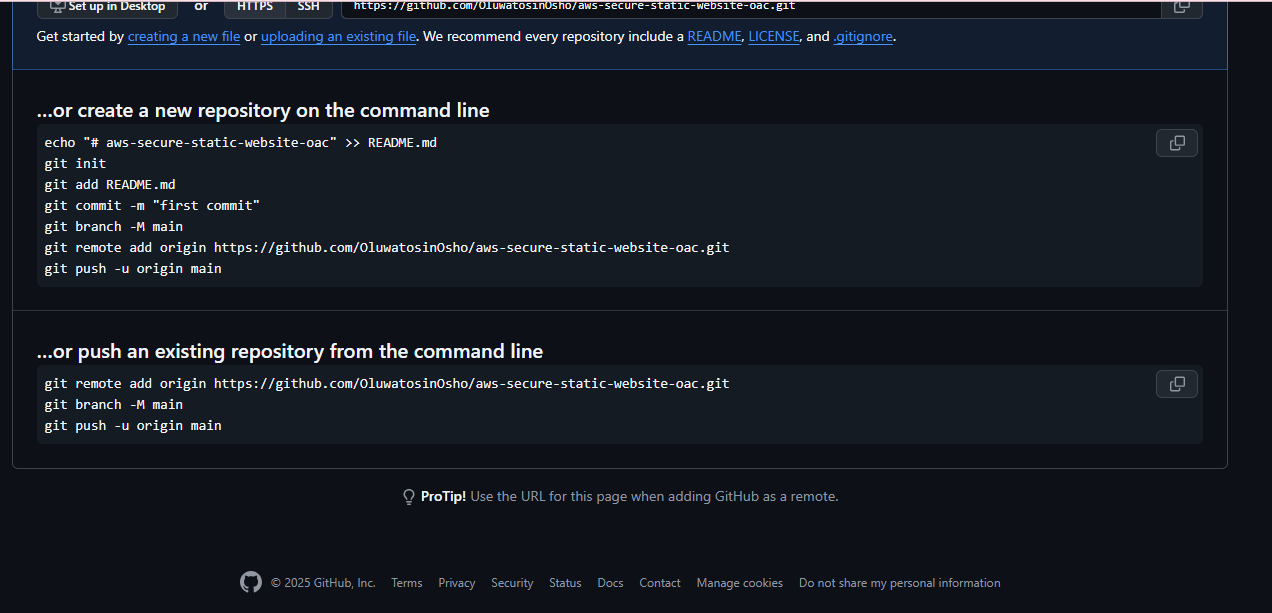 Set up in Desktop or HTTPS SSH https://github.com/OluwatosinOsho/aws-secure-static-website-oac.git
Get started by creating a new file or uploading an existing file. We recommend every repository include a README, LICENSE, and .gitignore.
...or create a new repository on the command line
echo "# aws-secure-static-website-oac" >> README.md
git init
git add README.md
git commit -m "first commit"
git branch -M main
git remote add origin https://github.com/OluwatosinOsho/aws-secure-static-website-oac.git
git push -u origin main
...or push an existing repository from the command line
git remote add origin https://github.com/OluwatosinOsho/aws-secure-static-website-oac.git
git branch -M main
git push -u origin main
ProTip! Use the URL for this page when adding GitHub as a remote.
© 2025 GitHub, Inc. Terms Privacy Security Status Docs Contact Manage cookies Do not share my personal information